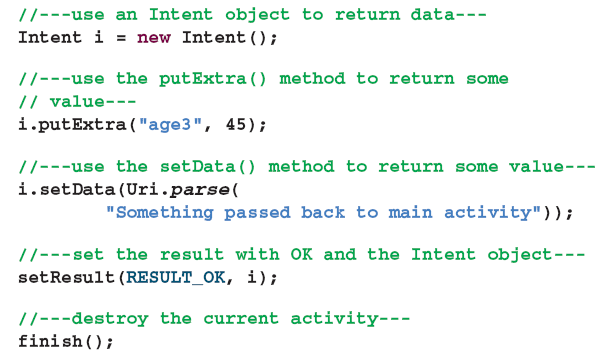 //---use an Intent object to return data---
Intent i = new Intent();
//---use the putExtra() method to return some
// value---
i.putExtra("age3", 45);
//---use the setData() method to return some value---
i.setData(Uri.parse(
"Something passed back to main activity"));
//---set the result with OK and the Intent object---
setResult(RESULT_OK, i);
//---destroy the current activity---
finish();